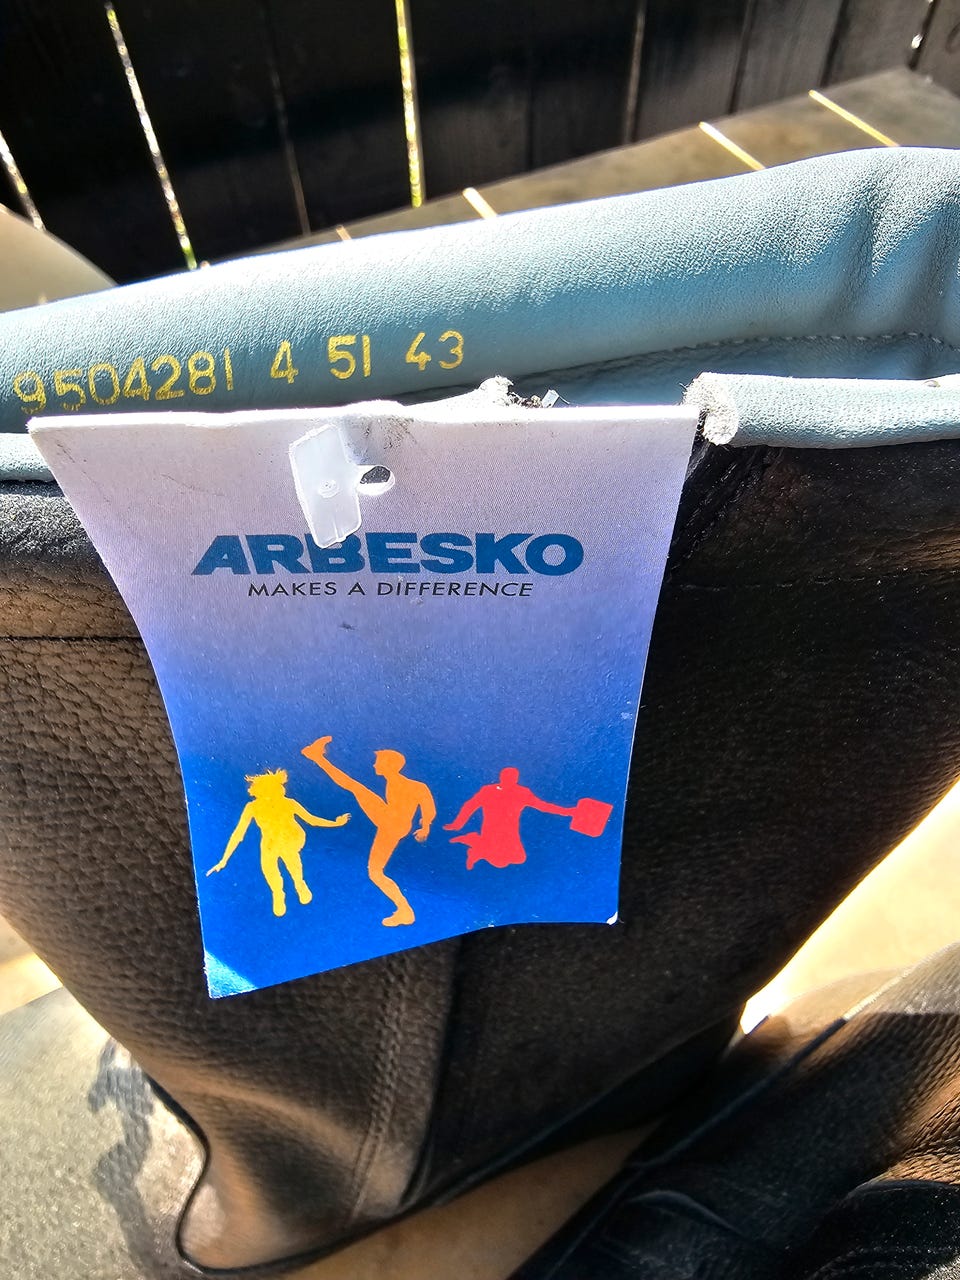 9504281 4 51 43
ARBESKO
MAKES A DIFFERENCE